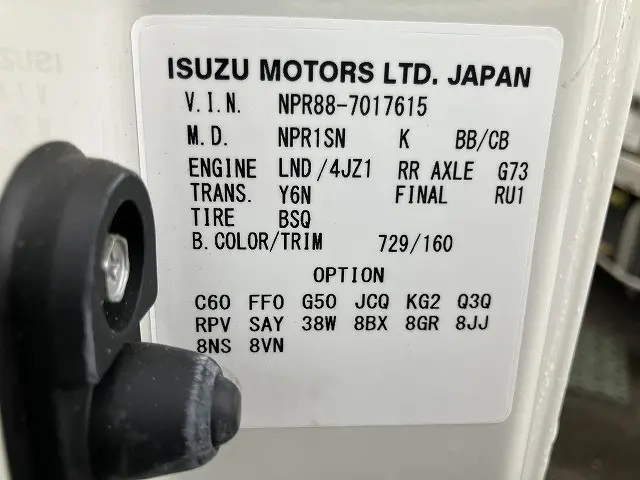 ISUZU MOTORS LTD. JAPAN
V.I.N. NPR88-7017615
M.D. NPR1SN K BB/CB
ENGINE LND/4JZ1 RR AXLE G73
TRANS. Y6N FINAL RU1
TIRE BSQ
B.COLOR/TRIM 729/160
OPTION
C60 FF0 G50 JCQ KG2 Q3Q
RPV SAY 38W 8BX 8GR 8JJ
8NS 8VN